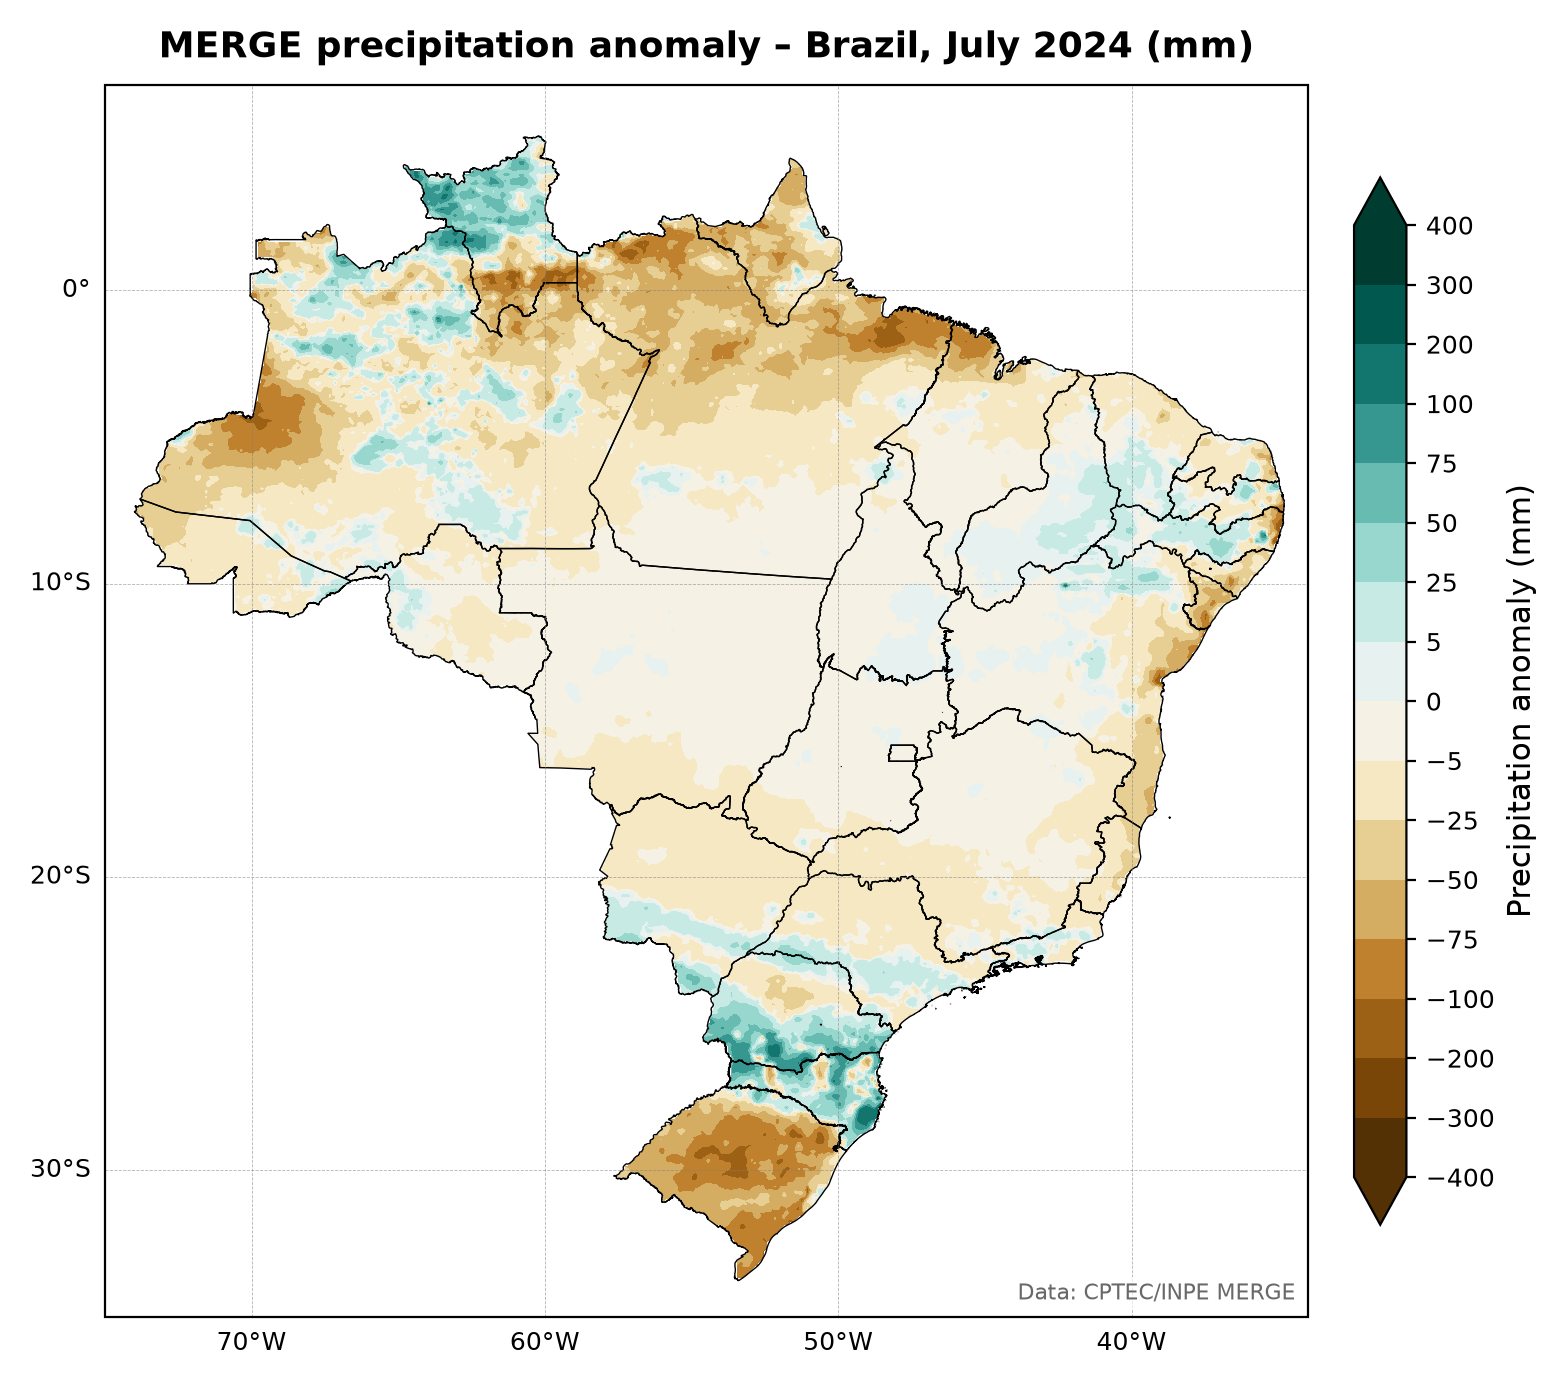 MERGE precipitation anomaly – Brazil, July 2024 (mm)
0°
10°S
20°S
30°S
70°W
60°W
50°W
40°W
Data: CPTEC/INPE MERGE
400
300
200
100
75
50
25
5
0
−5
−25
−50
−75
−100
−200
−300
−400
Precipitation anomaly (mm)